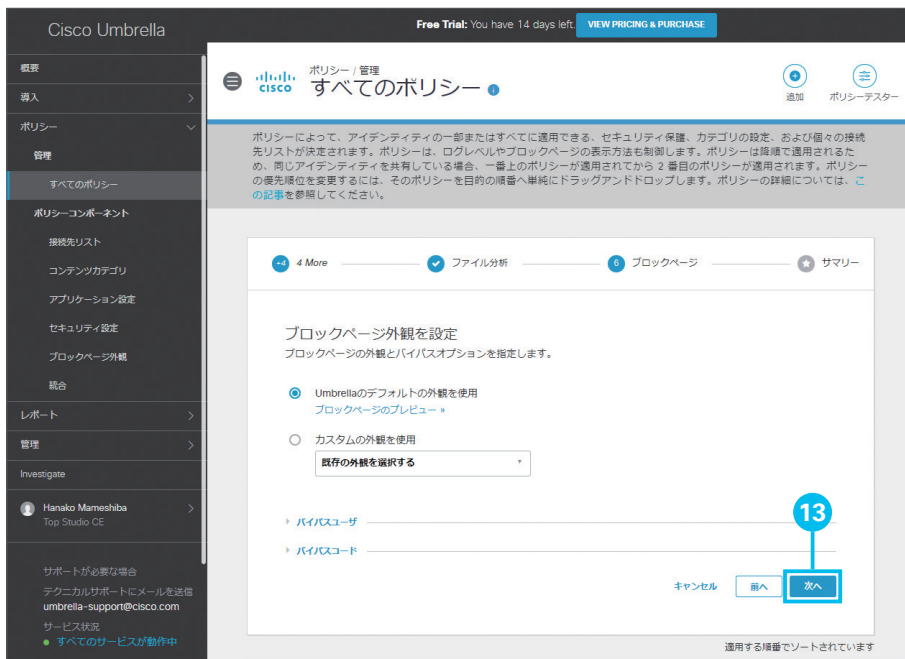 Cisco Umbrella
Free Trial: You have 14 days left.
VIEW PRICING & PURCHASE
概要
導入
ポリシー
管理
すべてのポリシー
ポリシーコンポーネント
接続先リスト
コンテンツカテゴリ
アプリケーション設定
セキュリティ設定
ブロックページ外観
統合
レポート
管理
Investigate
Hanako Mameshiba
Top Studio CE
サポートが必要な場合
テクニカルサポートにメールを送信
umbrella-support@cisco.com
サービス状況
すべてのサービスが動作中
cisco
ポリシー / 管理
すべてのポリシー
追加
ポリシーテスター
ポリシーによって、アイデンティティの一部またはすべてに適用できる、セキュリティ保護、カテゴリの設定、および個々の接続
先リストが決定されます。ポリシーは、ログレベルやブロックページの表示方法も制御します。ポリシーは降順で適用されるた
め、同じアイデンティティを共有している場合、一番上のポリシーが適用されてから 2 番目のポリシーが適用されます。ポリシー
の優先順位を変更するには、そのポリシーを目的の順番へ単純にドラッグアンドドロップします。ポリシーの詳細については、こ
の記事を参照してください。
+4 4 More
ファイル分析
6 ブロックページ
サマリー
ブロックページ外観を設定
ブロックページの外観とバイパスオプションを指定します。
Umbrellaのデフォルトの外観を使用
ブロックページのプレビュー »
カスタムの外観を使用
既存の外観を選択する
バイパスユーザ
バイパスコード
13
キャンセル
前へ
次へ
適用する順番でソートされています